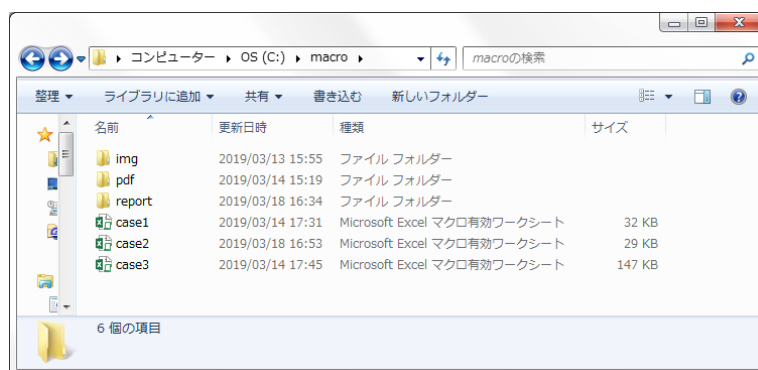 コンピューター OS (C:) macro macroの検索
整理 ライブラリに追加 共有 書き込む 新しいフォルダー
名前 更新日時 種類 サイズ
img 2019/03/13 15:55 ファイル フォルダー
pdf 2019/03/14 15:19 ファイル フォルダー
report 2019/03/18 16:34 ファイル フォルダー
case1 2019/03/14 17:31 Microsoft Excel マクロ有効ワークシート 32 KB
case2 2019/03/18 16:53 Microsoft Excel マクロ有効ワークシート 29 KB
case3 2019/03/14 17:45 Microsoft Excel マクロ有効ワークシート 147 KB
6 個の項目